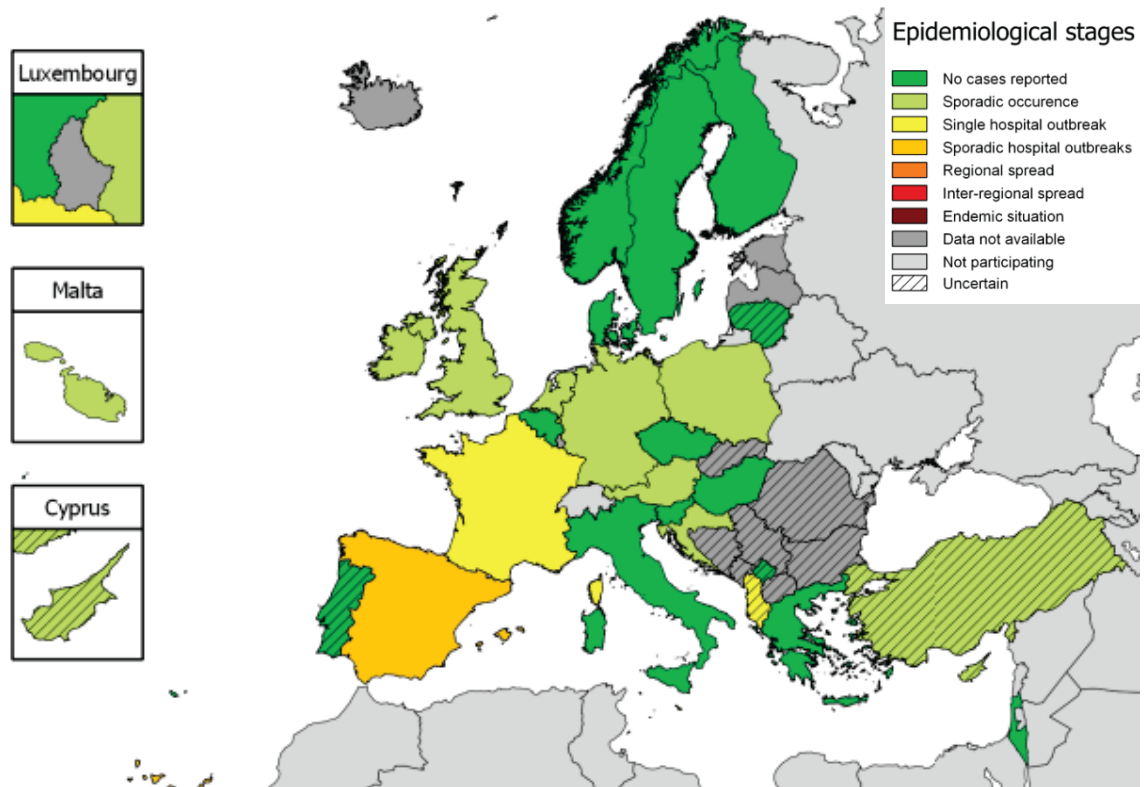 Epidemiological stages
No cases reported
Sporadic occurence
Single hospital outbreak
Sporadic hospital outbreaks
Regional spread
Inter-regional spread
Endemic situation
Data not available
Not participating
Uncertain
Luxembourg
Malta
Cyprus